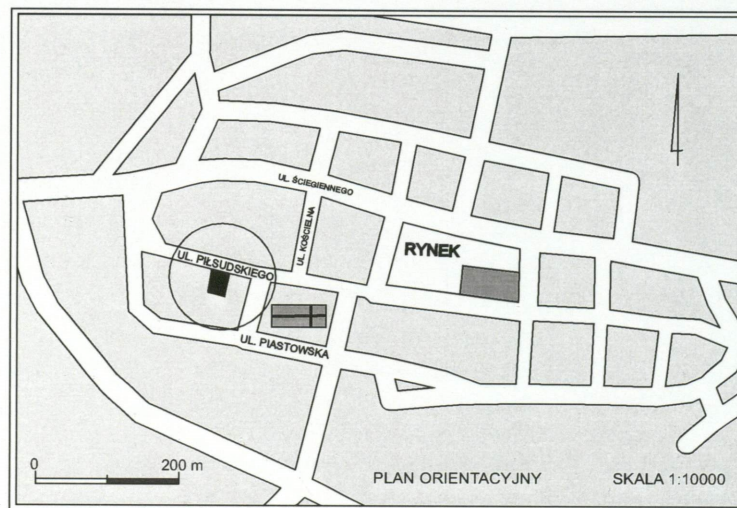 UL. ŚCIEGIENNEGO
UL. KOŚCIELNA
RYNEK
UL. PIŁSUDSKIEGO
UL. PIASTOWSKA
0 200 m
PLAN ORIENTACYJNY
SKALA 1:10000